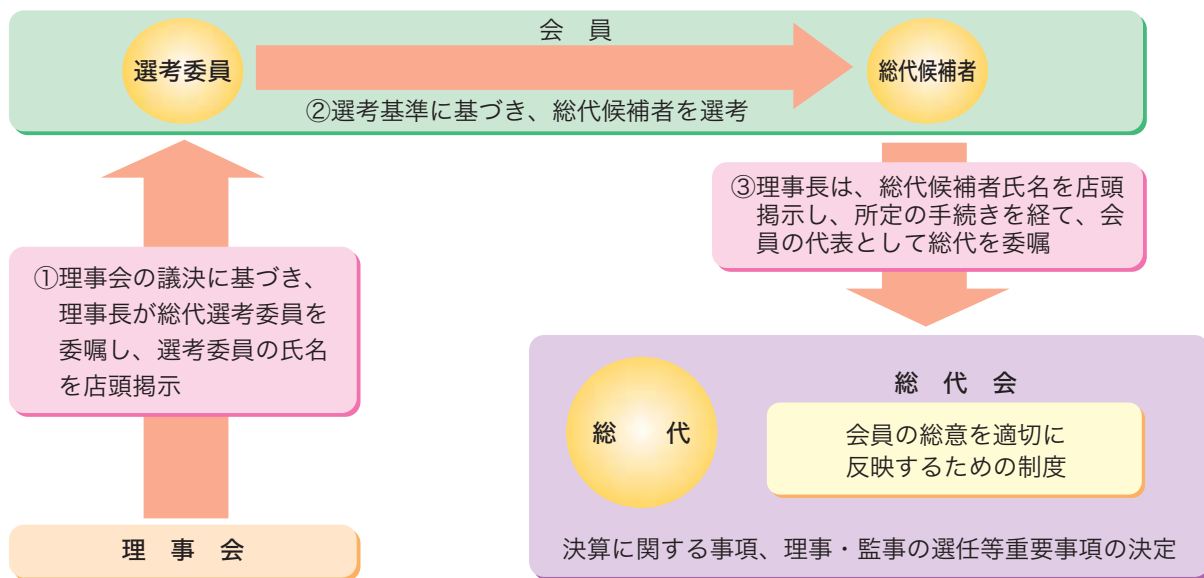 会　員
選考委員
総代候補者
②選考基準に基づき、総代候補者を選考
③理事長は、総代候補者氏名を店頭
掲示し、所定の手続きを経て、会
員の代表として総代を委嘱
①理事会の議決に基づき、
理事長が総代選考委員を
委嘱し、選考委員の氏名
を店頭掲示
総　代　会
総　代
会員の総意を適切に
反映するための制度
理　事　会
決算に関する事項、理事・監事の選任等重要事項の決定